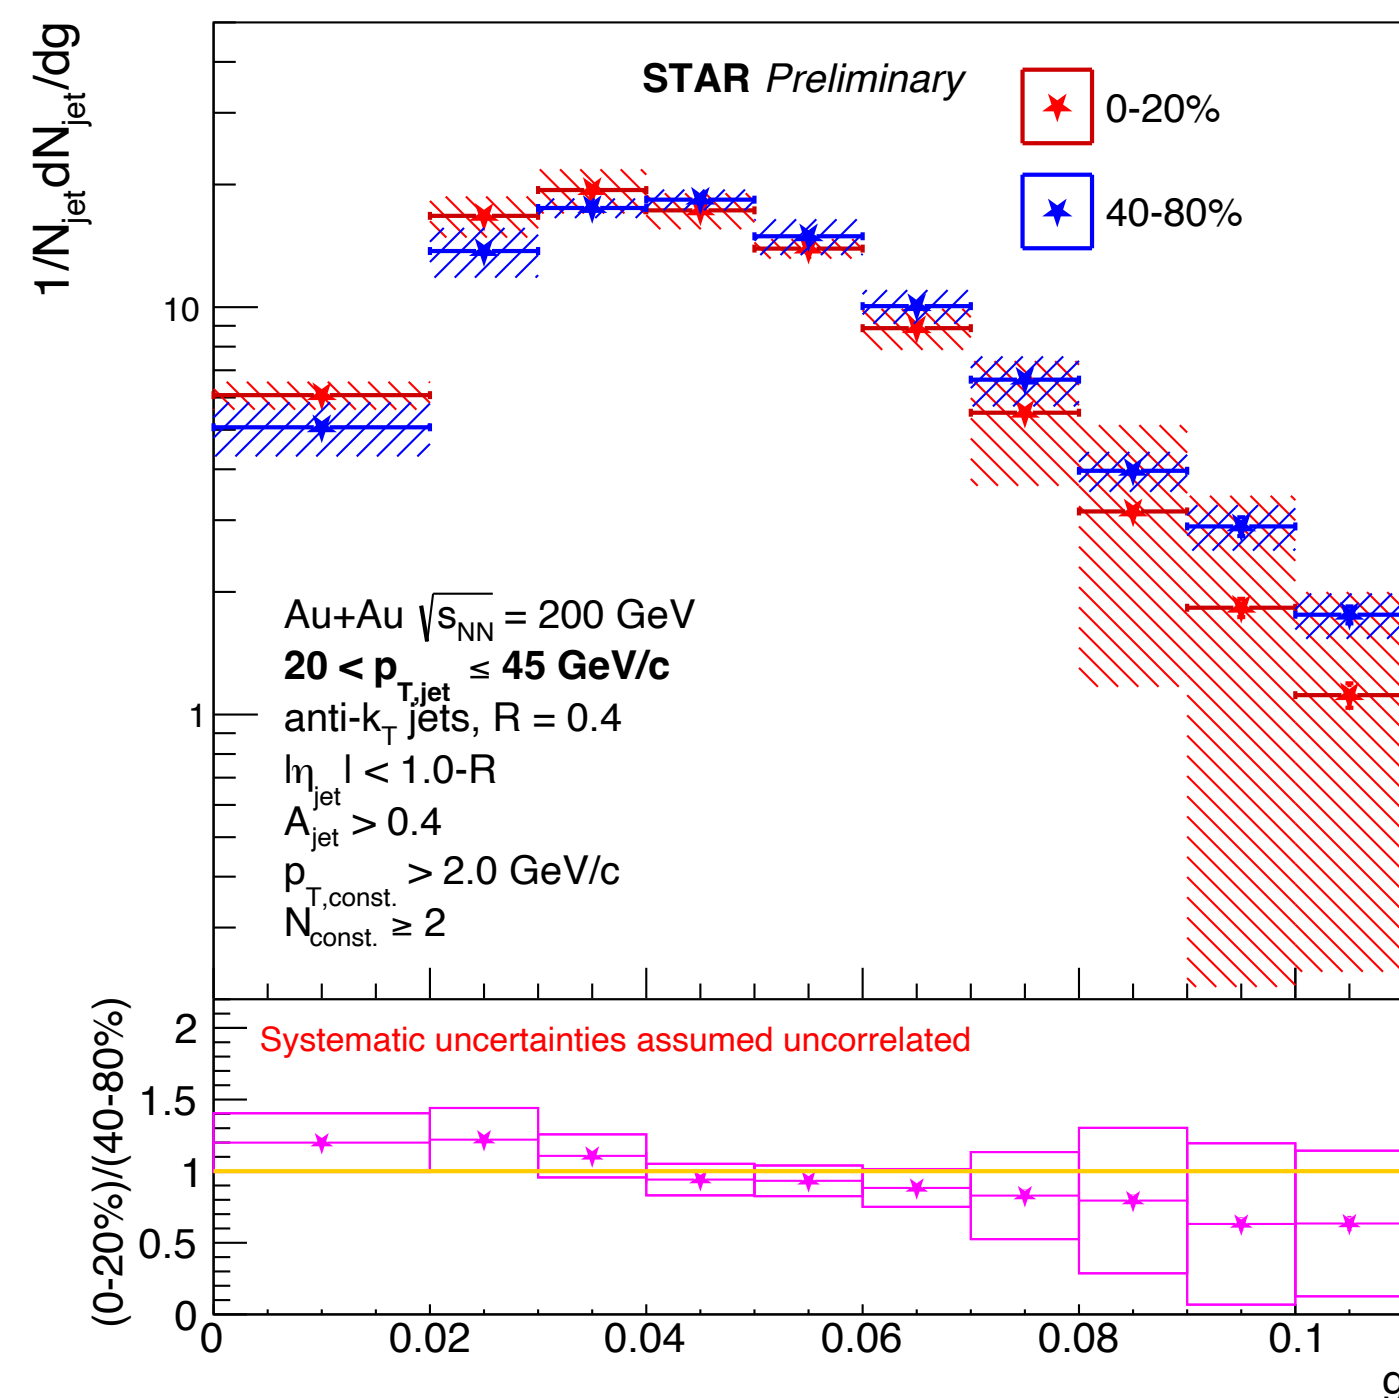 1/N_jet dN_jet/dg
STAR Preliminary
0-20%
40-80%
10
1
Au+Au √s_NN = 200 GeV
20 < p_T,jet ≤ 45 GeV/c
anti-k_T jets, R = 0.4
|η_jet| < 1.0-R
A_jet > 0.4
p_T,const. > 2.0 GeV/c
N_const. ≥ 2
(0-20%)/(40-80%)
Systematic uncertainties assumed uncorrelated
2
1.5
1
0.5
0
0 0.02 0.04 0.06 0.08 0.1
g